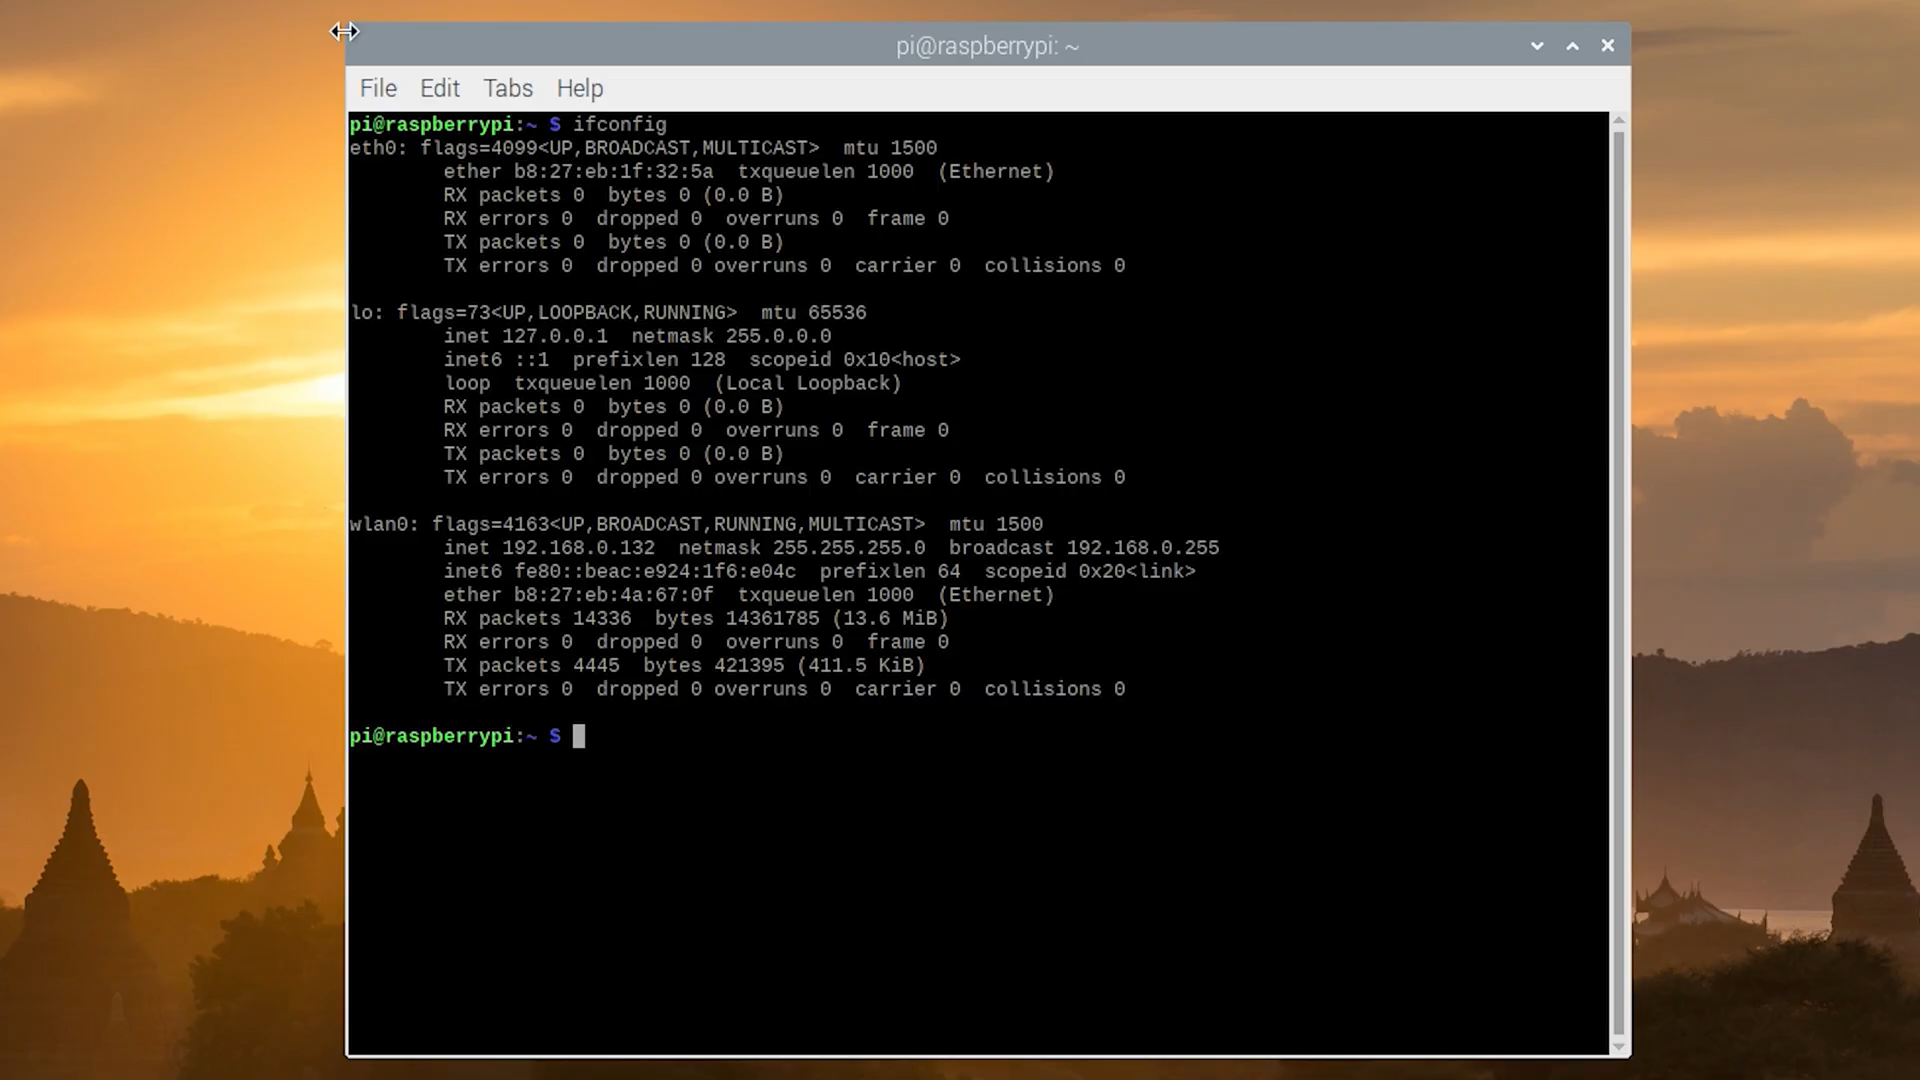 pi@raspberrypi: ~
File Edit Tabs Help
pi@raspberrypi:~ $ ifconfig
eth0: flags=4099<UP,BROADCAST,MULTICAST>  mtu 1500
        ether b8:27:eb:1f:32:5a  txqueuelen 1000  (Ethernet)
        RX packets 0  bytes 0 (0.0 B)
        RX errors 0  dropped 0  overruns 0  frame 0
        TX packets 0  bytes 0 (0.0 B)
        TX errors 0  dropped 0 overruns 0  carrier 0  collisions 0
lo: flags=73<UP,LOOPBACK,RUNNING>  mtu 65536
        inet 127.0.0.1  netmask 255.0.0.0
        inet6 ::1  prefixlen 128  scopeid 0x10<host>
        loop  txqueuelen 1000  (Local Loopback)
        RX packets 0  bytes 0 (0.0 B)
        RX errors 0  dropped 0  overruns 0  frame 0
        TX packets 0  bytes 0 (0.0 B)
        TX errors 0  dropped 0 overruns 0  carrier 0  collisions 0
wlan0: flags=4163<UP,BROADCAST,RUNNING,MULTICAST>  mtu 1500
        inet 192.168.0.132  netmask 255.255.255.0  broadcast 192.168.0.255
        inet6 fe80::beac:e924:1f6:e04c  prefixlen 64  scopeid 0x20<link>
        ether b8:27:eb:4a:67:0f  txqueuelen 1000  (Ethernet)
        RX packets 14336  bytes 14361785 (13.6 MiB)
        RX errors 0  dropped 0  overruns 0  frame 0
        TX packets 4445  bytes 421395 (411.5 KiB)
        TX errors 0  dropped 0 overruns 0  carrier 0  collisions 0
pi@raspberrypi:~ $